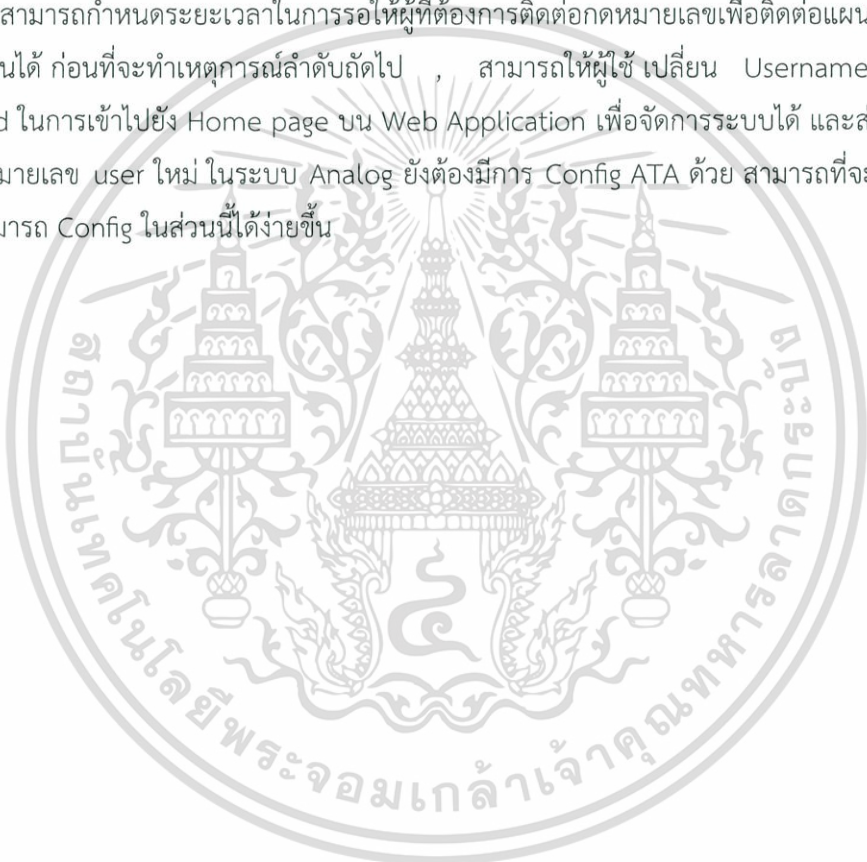 สามารถกำหนดระยะเวลาในการรอให้ผู้ที่ต้องการติดต่อกดหมายเลขเพื่อติดต่อแผน
นได้ ก่อนที่จะทำเหตุการณ์ลำดับถัดไป , สามารถให้ผู้ใช้ เปลี่ยน Username
d ในการเข้าไปยัง Home page บน Web Application เพื่อจัดการระบบได้ และส่
มายเลข user ใหม่ ในระบบ Analog ยังต้องมีการ Config ATA ด้วย สามารถที่จะ
มารถ Config ในส่วนนี้ได้ง่ายขึ้น
สถาบันเทคโนโลยีพระจอมเกล้าเจ้าคุณทหารลาดกระบัง